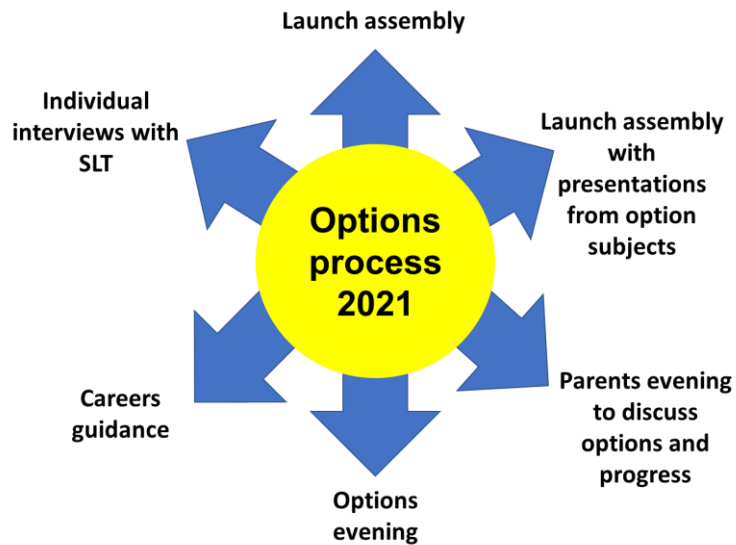 Launch assembly
Individual
interviews with
SLT
Launch assembly
with
presentations
from option
subjects
Options
process
2021
Careers
guidance
Parents evening
to discuss
options and
progress
Options
evening